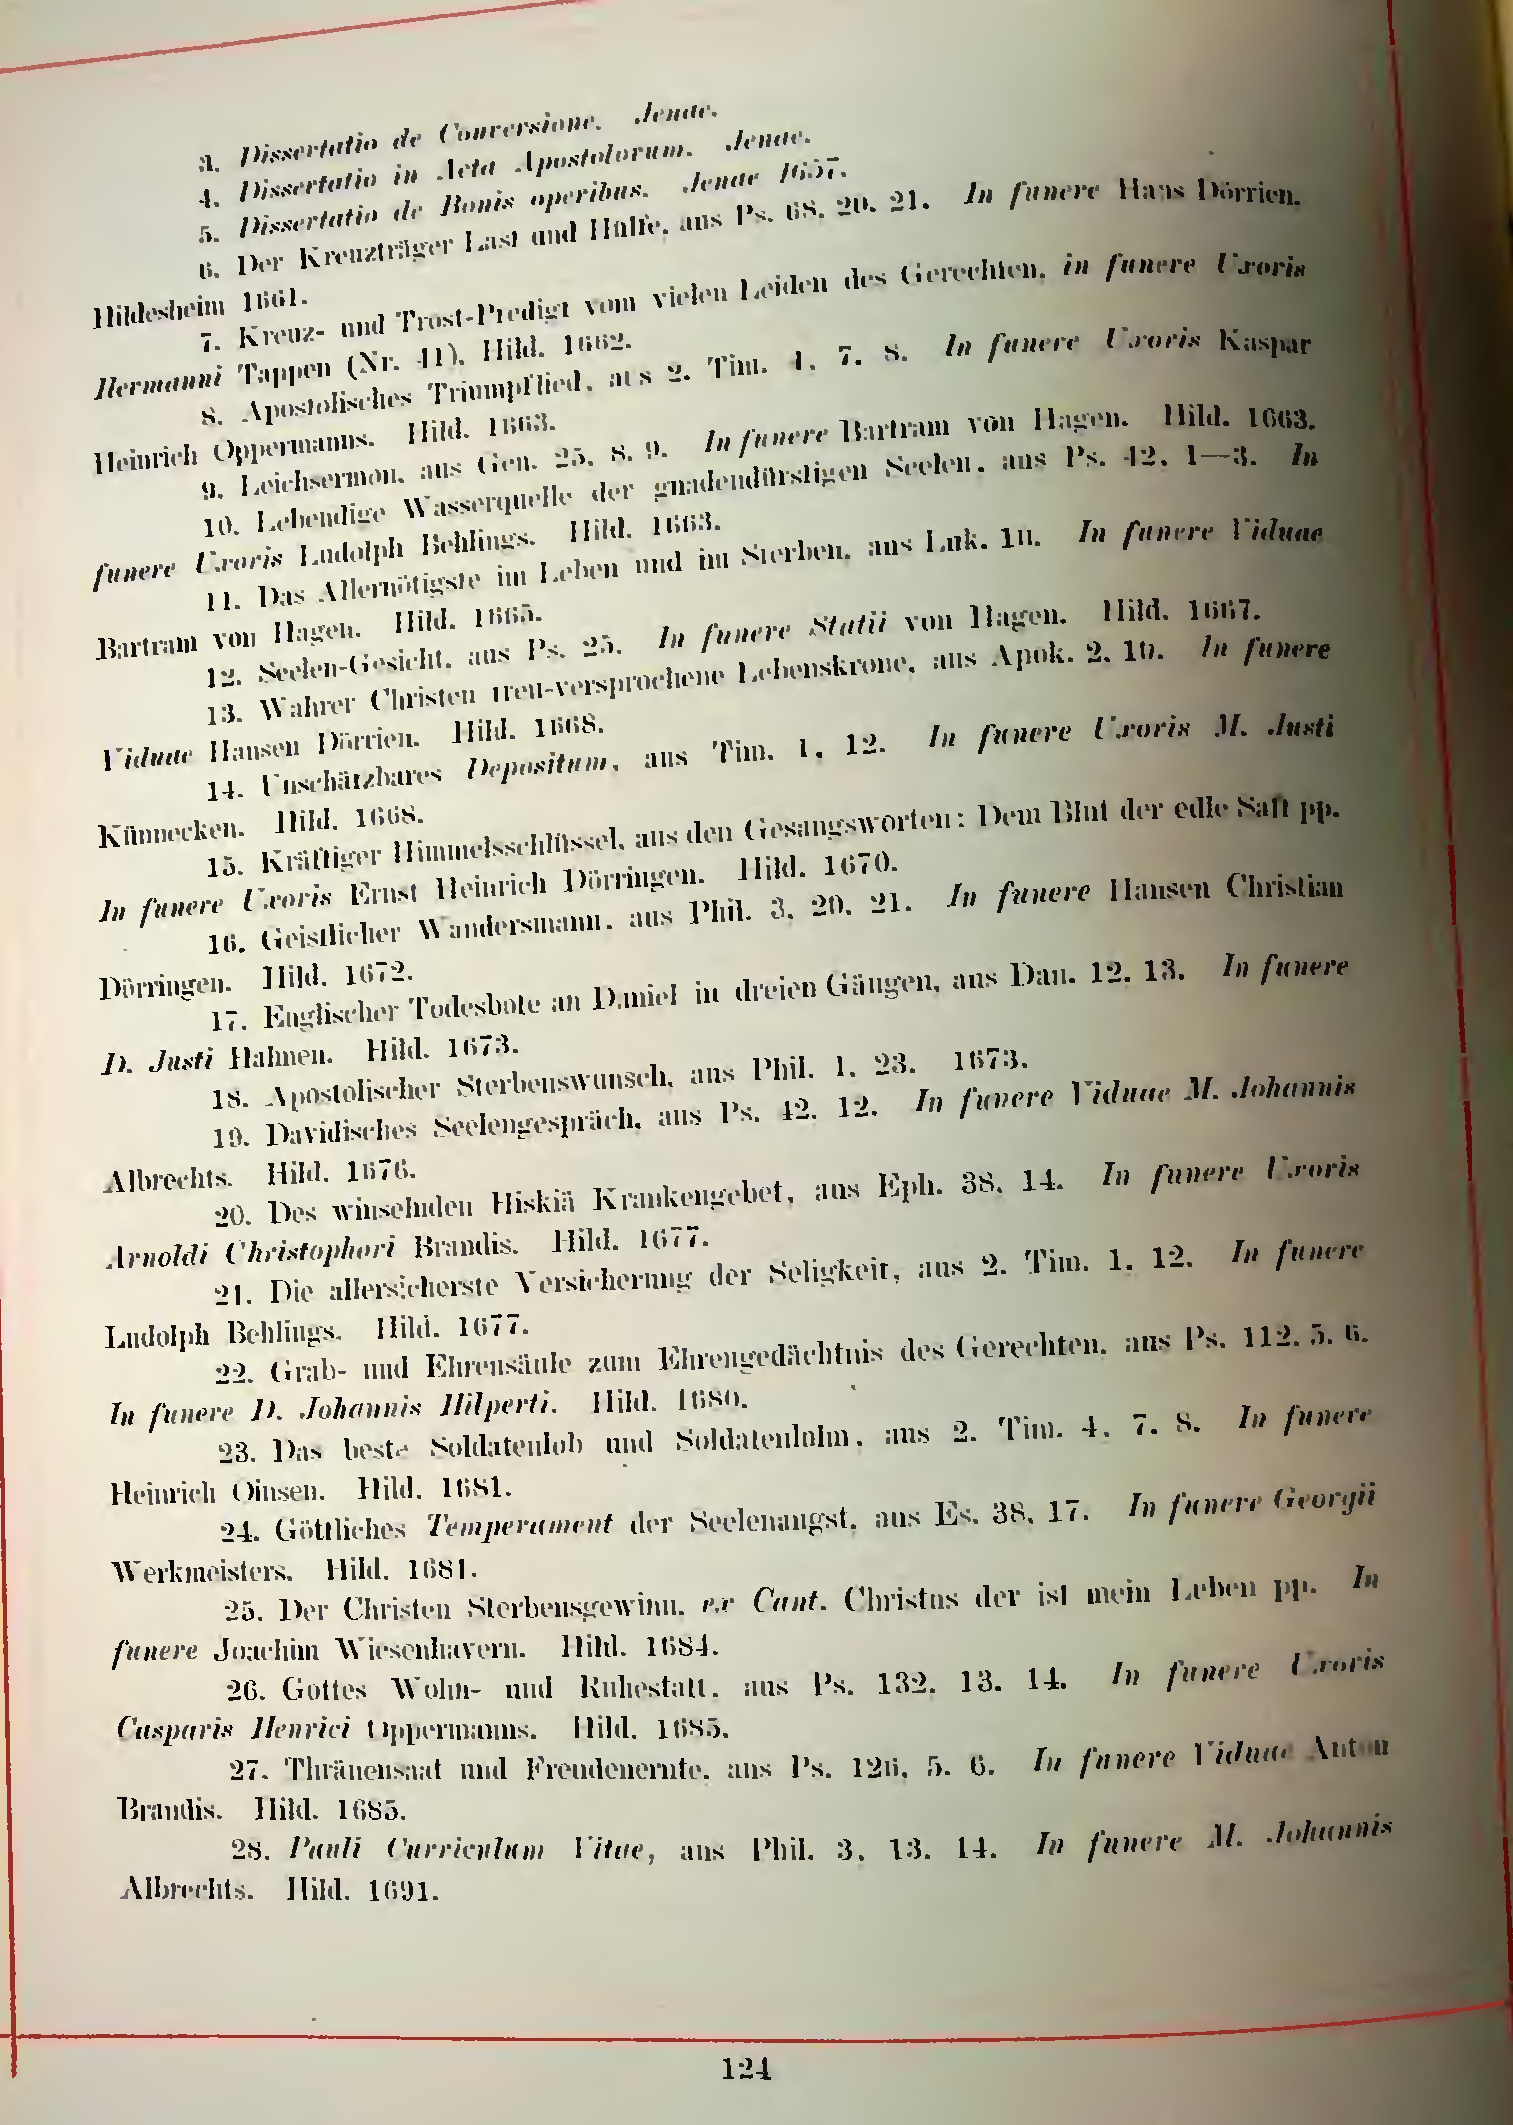 3. Dissertatio de Conversione. Jenae.
4. Dissertatio in Acta Apostolorum. Jenae.
5. Dissertatio de Bonis operibus. Jenae 1657.
6. Der Kreuzträger Last und Hülfe, aus Ps. 68, 20. 21. In funere Hans Dörrien.
Hildesheim 1661.
7. Kreuz- und Trost-Predigt vom vielen Leiden des Gerechten, in funere Uxoris
Hermanni Tappen (Nr. 41). Hild. 1662.
8. Apostolisches Triumpflied, aus 2. Tim. 4, 7. 8. In funere Uxoris Kaspar
Heinrich Oppermanns. Hild. 1663.
9. Leichsermon, aus Gen. 25, 8. 9. In funere Bartram von Hagen. Hild. 1663.
10. Lebendige Wasserquelle der gnadendürstigen Seelen, aus Ps. 42, 1—3. In
funere Uxoris Ludolph Behlings. Hild. 1663.
11. Das Allernötigste im Leben und im Sterben, aus Luk. 10. In funere Viduae
Bartram von Hagen. Hild. 1665.
12. Seelen-Gesicht, aus Ps. 25. In funere Statii von Hagen. Hild. 1667.
13. Wahrer Christen treu-versprochene Lebenskrone, aus Apok. 2, 10. In funere
Viduae Hansen Dörrien. Hild. 1668.
14. Unschätzbares Depositum, aus Tim. 1, 12. In funere Uxoris M. Justi
Künnecken. Hild. 1668.
15. Kräftiger Himmelsschlüssel, aus den Gesangsworten: Dem Blut der edle Saft pp.
In funere Uxoris Ernst Heinrich Dörringen. Hild. 1670.
16. Geistlicher Wandersmann, aus Phil. 3, 20. 21. In funere Hansen Christian
Dörringen. Hild. 1672.
17. Englischer Todesbote an Daniel in dreien Gängen, aus Dan. 12, 13. In funere
D. Justi Hahnen. Hild. 1673.
18. Apostolischer Sterbenswunsch, aus Phil. 1, 23. 1673.
19. Davidisches Seelengespräch, aus Ps. 42, 12. In funere Viduae M. Johannis
Albrechts. Hild. 1676.
20. Des winselnden Hiskiä Krankengebet, aus Eph. 38, 14. In funere Uxoris
Arnoldi Christophori Brandis. Hild. 1677.
21. Die allersicherste Versicherung der Seligkeit, aus 2. Tim. 1, 12. In funere
Ludolph Behlings. Hild. 1677.
22. Grab- und Ehrensäule zum Ehrengedächtnis des Gerechten, aus Ps. 112, 5. 6.
In funere D. Johannis Hilperti. Hild. 1680.
23. Das beste Soldatenlob und Soldatenlohn, aus 2. Tim. 4, 7. 8. In funere
Heinrich Oinsen. Hild. 1681.
24. Göttliches Temperament der Seelenangst, aus Es. 38, 17. In funere Georgii
Werkmeisters. Hild. 1681.
25. Der Christen Sterbensgewinn, ex Cant. Christus der ist mein Leben pp. In
funere Joachim Wiesenhavern. Hild. 1684.
26. Gottes Wohn- und Ruhestatt, aus Ps. 132, 13. 14. In funere Uxoris
Casparis Henrici Oppermanns. Hild. 1685.
27. Thränensaat und Freudenernte, aus Ps. 126, 5. 6. In funere Viduae Anton
Brandis. Hild. 1685.
28. Pauli Curriculum Vitae, aus Phil. 3, 13. 14. In funere M. Johannis
Albrechts. Hild. 1691.
124